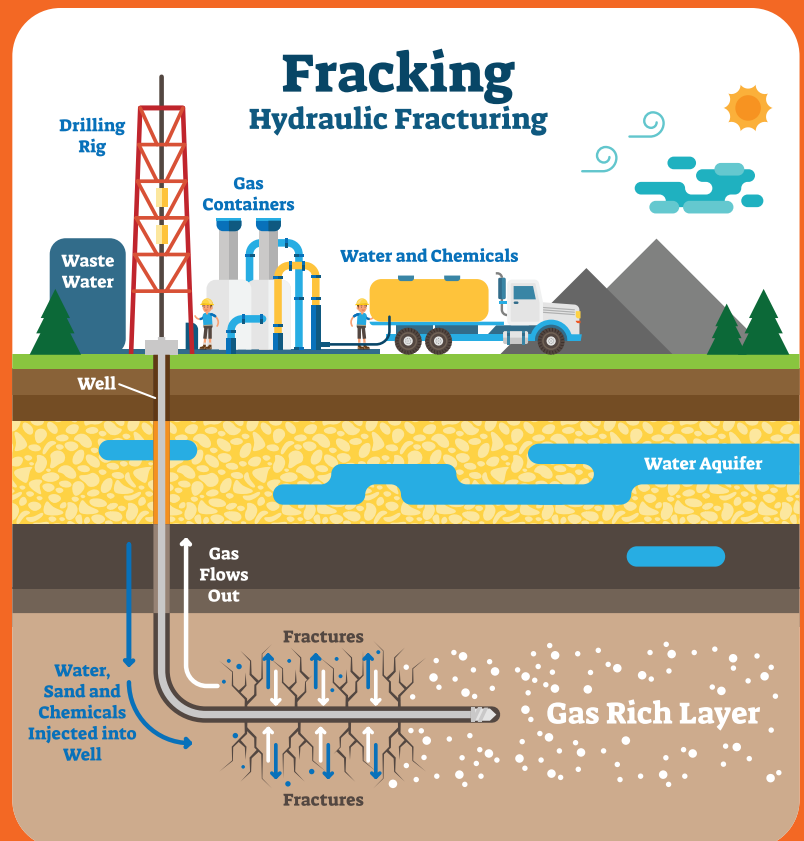 Fracking
Hydraulic Fracturing
Drilling
Rig
Gas
Containers
Waste
Water
Water and Chemicals
Well
Water Aquifer
Gas
Flows
Out
Fractures
Water,
Sand and
Chemicals
Injected into
Well
Gas Rich Layer
Fractures